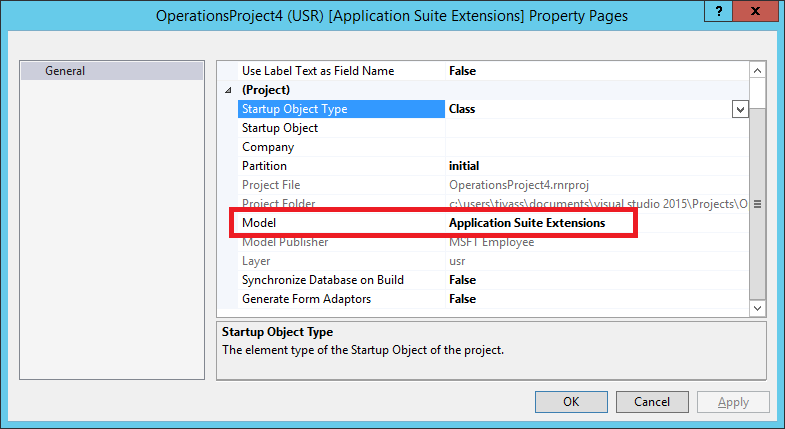 OperationsProject4 (USR) [Application Suite Extensions] Property Pages
?
General
Use Label Text as Field Name False
(Project)
Startup Object Type Class
Startup Object
Company
Partition initial
Project File OperationsProject4.rnrproj
Project Folder c:\users\tivass\documents\visual studio 2015\Projects\O
Model Application Suite Extensions
Model Publisher MSFT Employee
Layer usr
Synchronize Database on Build False
Generate Form Adaptors False
Startup Object Type
The element type of the Startup Object of the project.
OK Cancel Apply